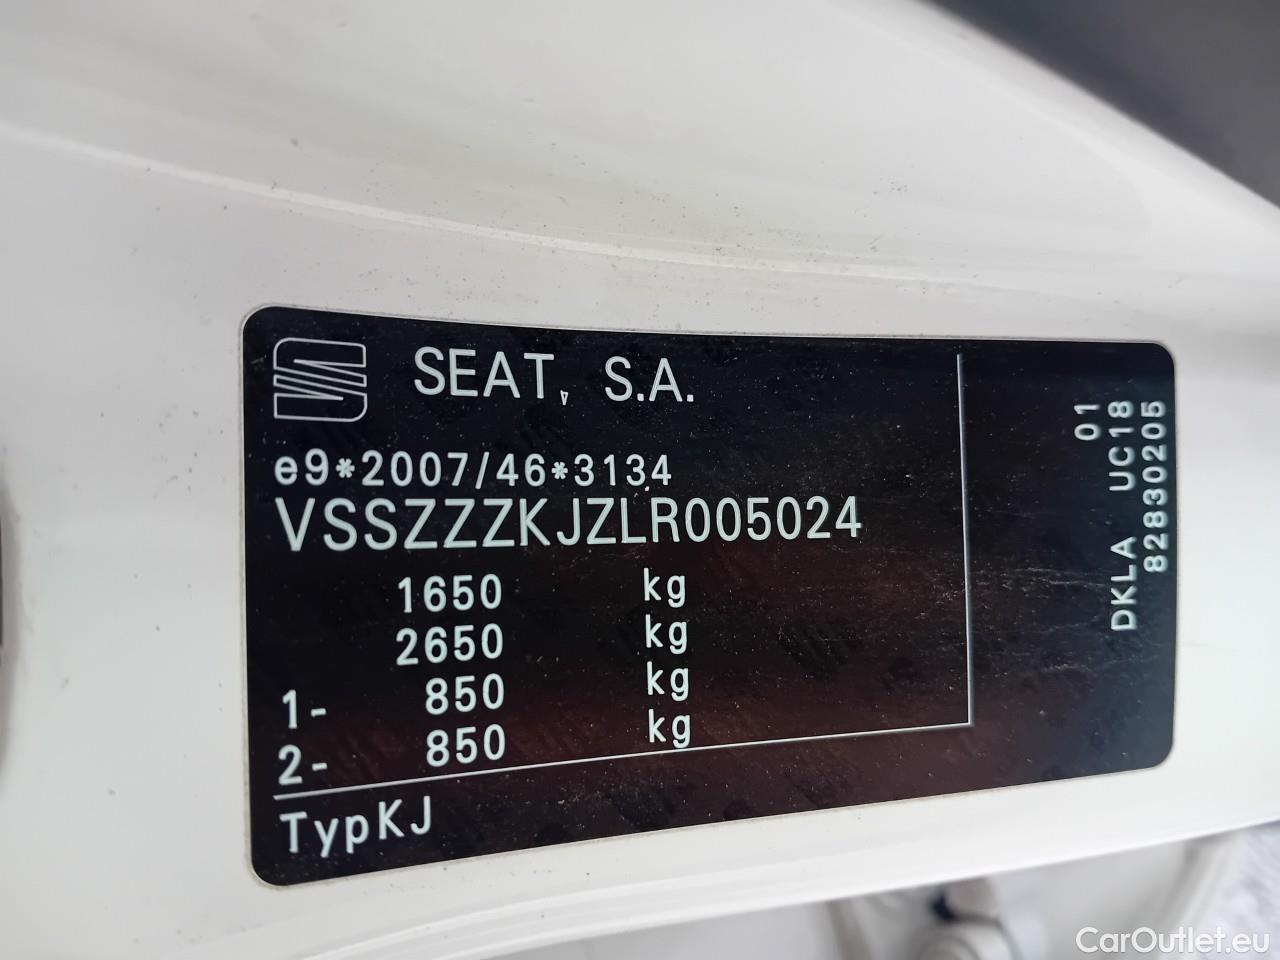 SEAT, S.A.
e9*2007/46*3134
VSSZZZKJZLR005024
1650 kg
2650 kg
1- 850 kg
2- 850 kg
TypKJ
01
DKLA UC18
82830205
CarOutlet.eu